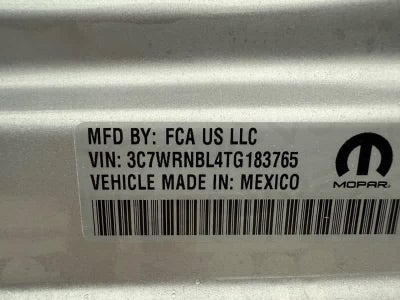 MFD BY: FCA US LLC
VIN: 3C7WRNBL4TG183765
VEHICLE MADE IN: MEXICO
MOPAR